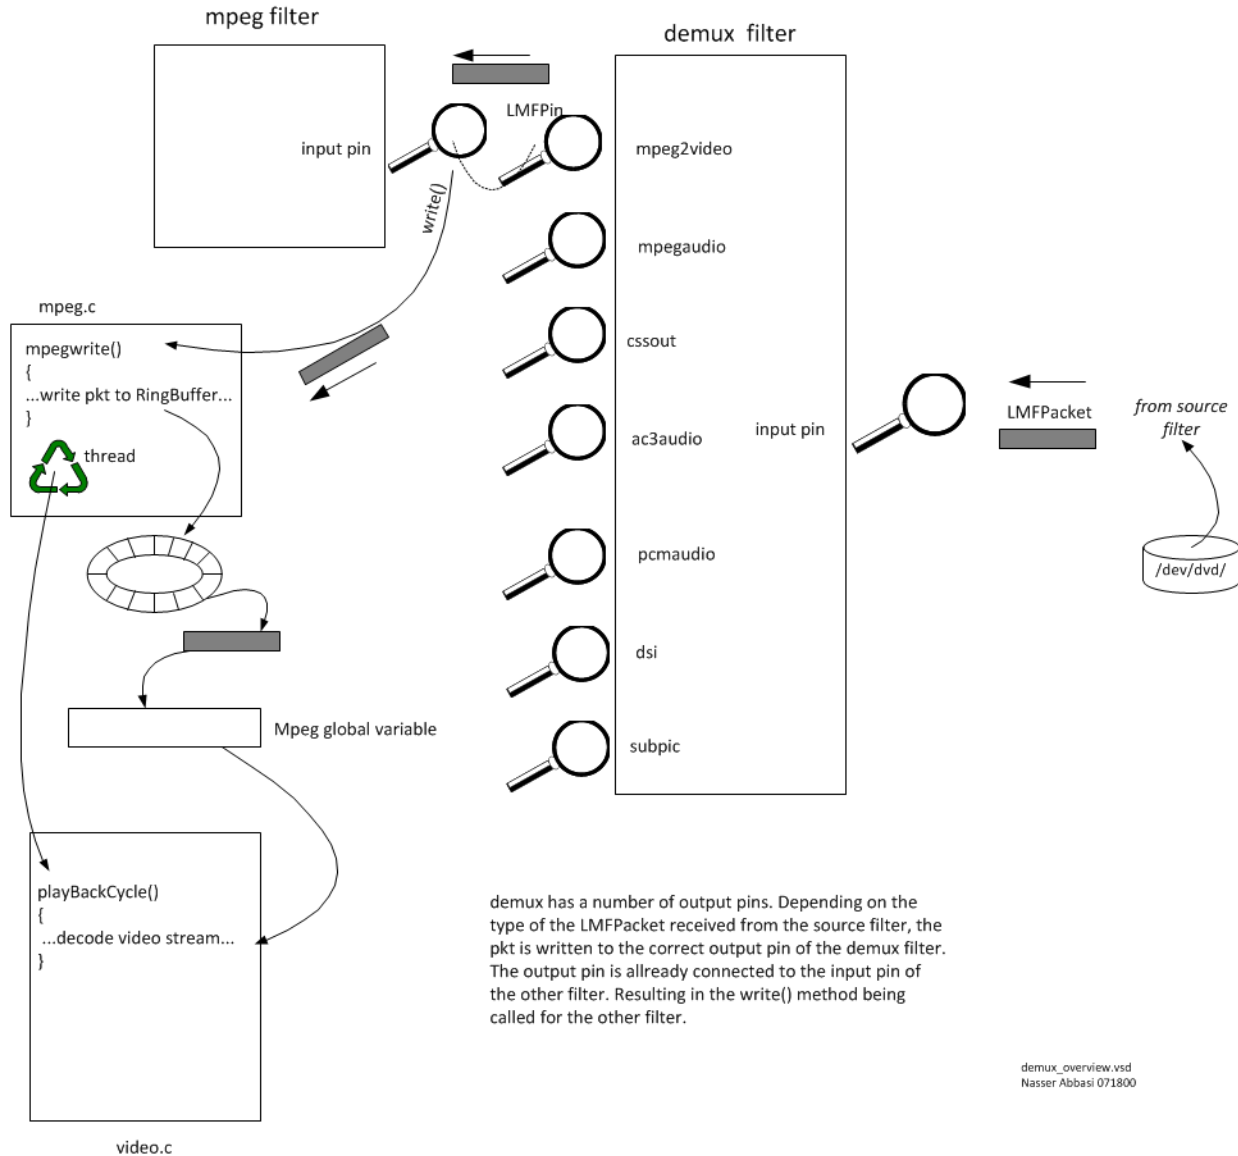 mpeg filter
demux  filter
LMFPin
input pin
mpeg2video
write()
mpegaudio
mpeg.c
mpegwrite()
{
...write pkt to RingBuffer...
}
thread
cssout
ac3audio
input pin
LMFPacket
from source
filter
pcmaudio
/dev/dvd/
dsi
Mpeg global variable
subpic
playBackCycle()
{
...decode video stream...
}
video.c
demux has a number of output pins. Depending on the
type of the LMFPacket received from the source filter, the
pkt is written to the correct output pin of the demux filter.
The output pin is allready connected to the input pin of
the other filter. Resulting in the write() method being
called for the other filter.
demux_overview.vsd
Nasser Abbasi 071800